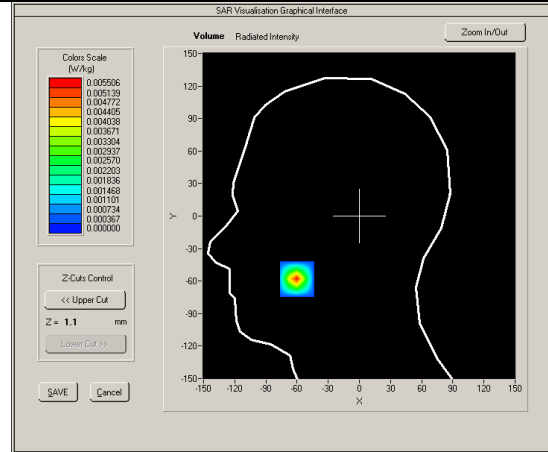 SAR Visualisation Graphical Interface
Volume Radiated Intensity
Zoom In/Out
Colors Scale
(W/kg)
0.005506
0.005139
0.004772
0.004405
0.004038
0.003671
0.003304
0.002937
0.002570
0.002203
0.001836
0.001468
0.001101
0.000734
0.000367
0.000000
Z-Cuts Control
<< Upper Cut
Z = 1.1 mm
Lower Cut >>
SAVE Cancel
150
120
90
60
30
0
-30
-60
-90
-120
-150
Y
-150 -120 -90 -60 -30 0 30 60 90 120 150
X